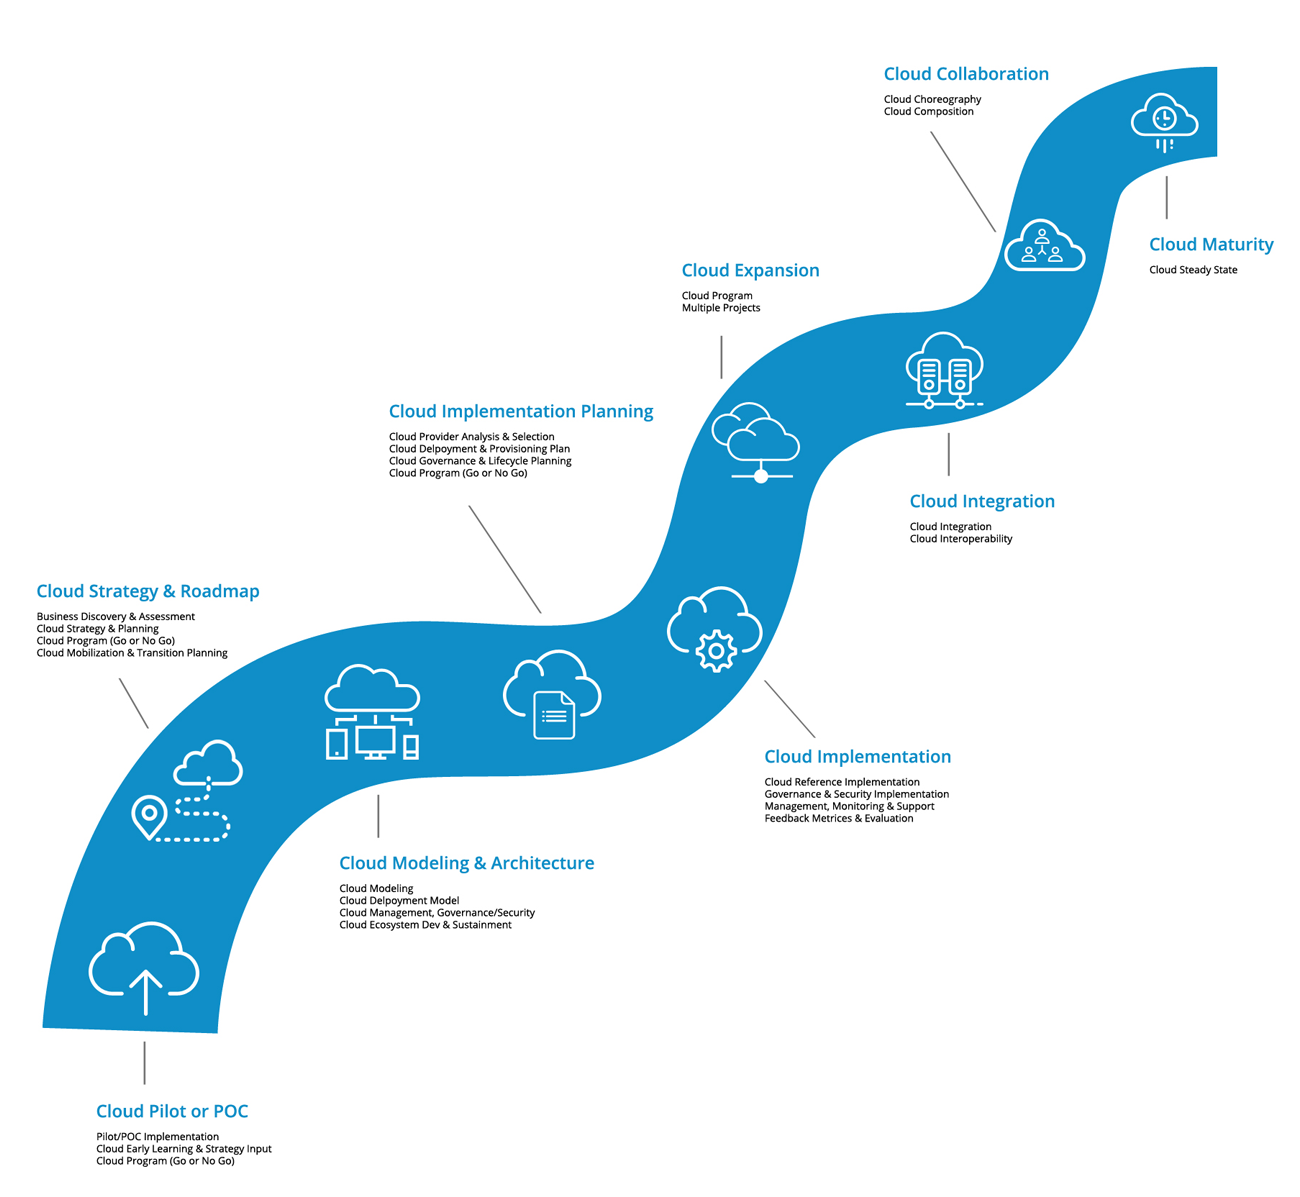 Cloud Collaboration
Cloud Choreography
Cloud Composition
Cloud Maturity
Cloud Steady State
Cloud Expansion
Cloud Program
Multiple Projects
Cloud Implementation Planning
Cloud Provider Analysis & Selection
Cloud Delpoyment & Provisioning Plan
Cloud Governance & Lifecycle Planning
Cloud Program (Go or No Go)
Cloud Integration
Cloud Integration
Cloud Interoperability
Cloud Strategy & Roadmap
Business Discovery & Assessment
Cloud Strategy & Planning
Cloud Program (Go or No Go)
Cloud Mobilization & Transition Planning
Cloud Implementation
Cloud Reference Implementation
Governance & Security Implementation
Management, Monitoring & Support
Feedback Metrices & Evaluation
Cloud Modeling & Architecture
Cloud Modeling
Cloud Delpoyment Model
Cloud Management, Governance/Security
Cloud Ecosystem Dev & Sustainment
Cloud Pilot or POC
Pilot/POC Implementation
Cloud Early Learning & Strategy Input
Cloud Program (Go or No Go)